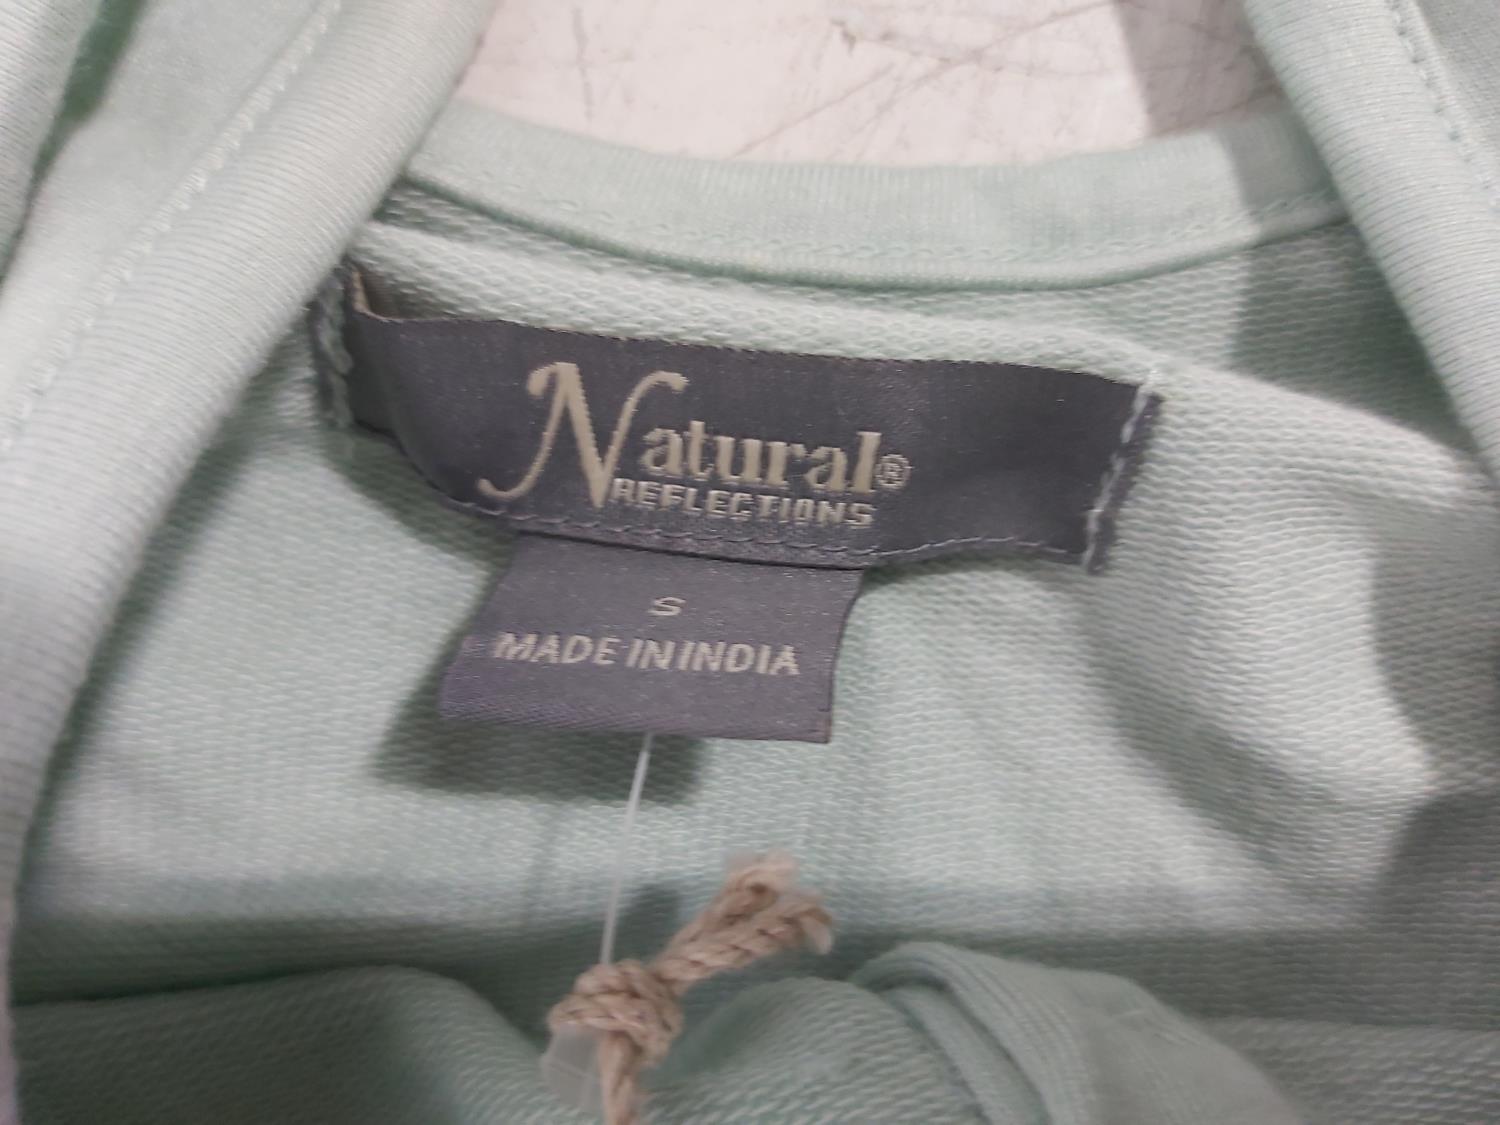 Natural®
REFLECTIONS
S
MADE IN INDIA